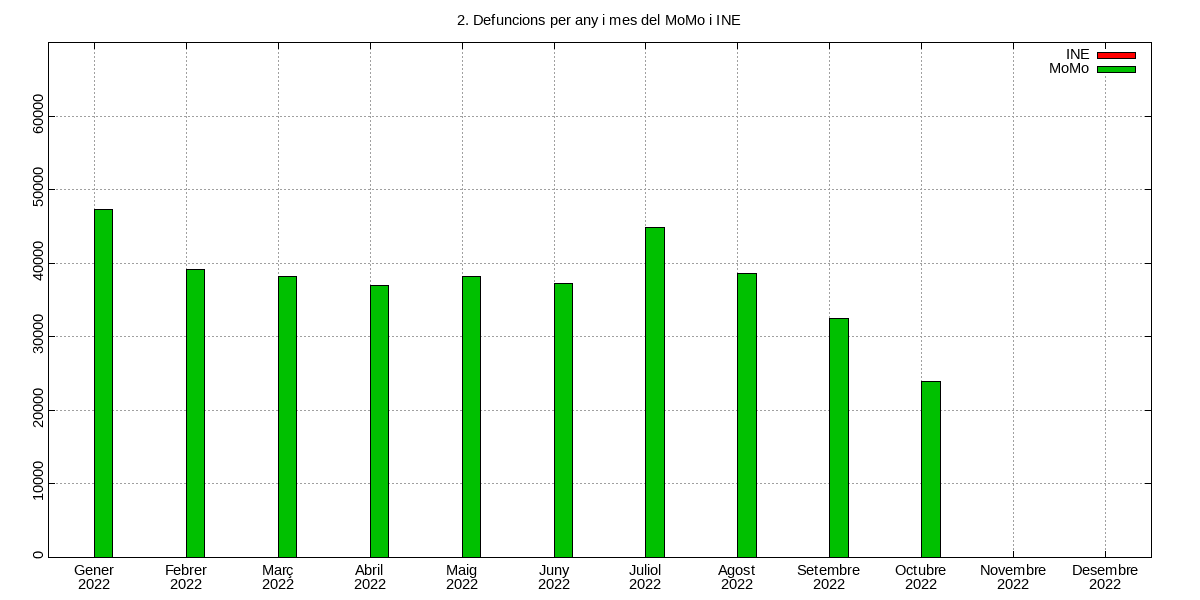 2. Defuncions per any i mes del MoMo i INE
INE
MoMo
60000
50000
40000
30000
20000
10000
0
Gener Febrer Març Abril Maig Juny Juliol Agost Setembre Octubre Novembre Desembre
2022 2022 2022 2022 2022 2022 2022 2022 2022 2022 2022 2022